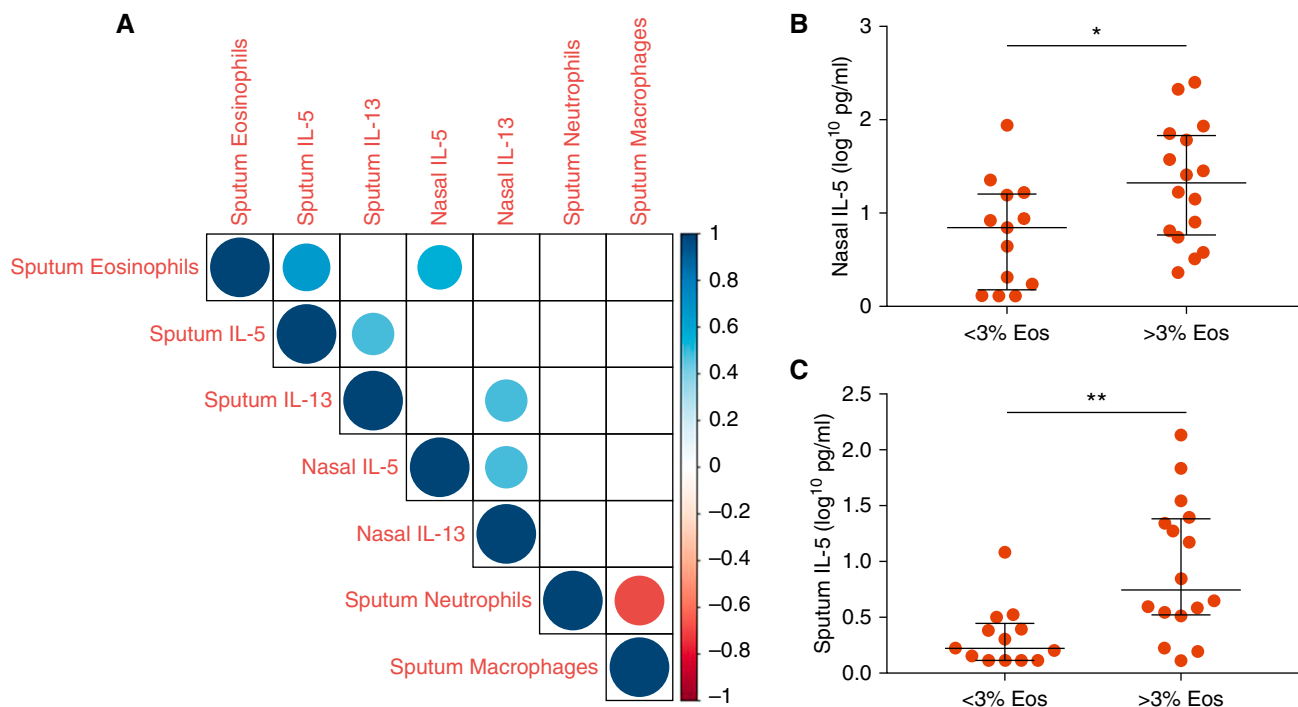 A
Sputum Eosinophils
Sputum IL-5
Sputum IL-13
Nasal IL-5
Nasal IL-13
Sputum Neutrophils
Sputum Macrophages
Sputum Eosinophils
Sputum IL-5
Sputum IL-13
Nasal IL-5
Nasal IL-13
Sputum Neutrophils
Sputum Macrophages
1
0.8
0.6
0.4
0.2
0
–0.2
–0.4
–0.6
–0.8
–1
B
Nasal IL-5 (log¹⁰ pg/ml)
3
2
1
0
*
<3% Eos
>3% Eos
C
Sputum IL-5 (log¹⁰ pg/ml)
2.5
2.0
1.5
1.0
0.5
0.0
**
<3% Eos
>3% Eos